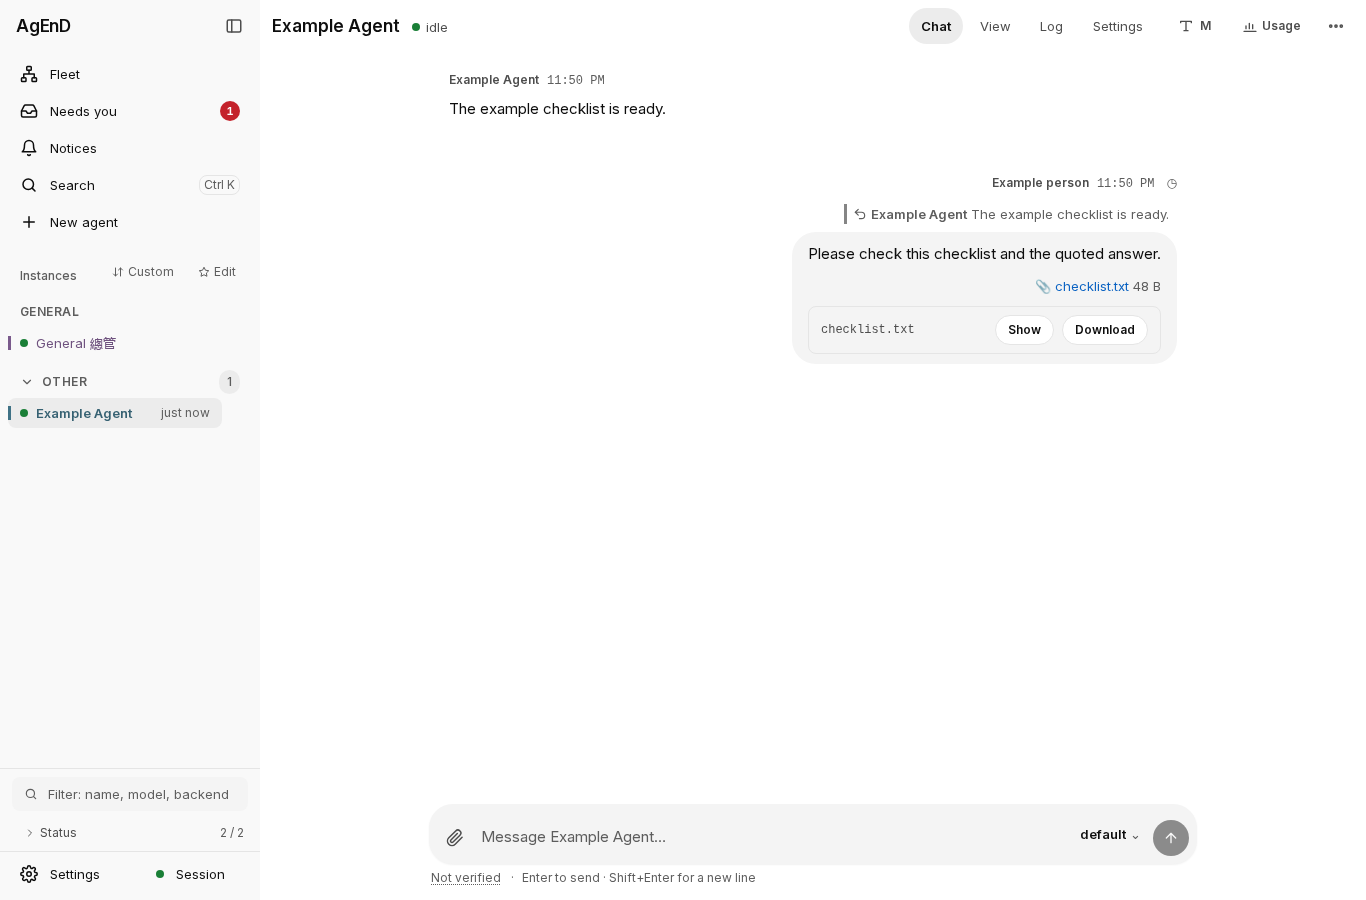 AgEnD
Fleet
Needs you 1
Notices
Search Ctrl K
New agent
Instances Custom Edit
GENERAL
General 總管
OTHER 1
Example Agent just now
Filter: name, model, backend
Status 2 / 2
Settings Session
Example Agent idle
Chat View Log Settings M Usage
Example Agent 11:50 PM
The example checklist is ready.
Example person 11:50 PM
Example Agent The example checklist is ready.
Please check this checklist and the quoted answer.
checklist.txt 48 B
checklist.txt Show Download
Message Example Agent...
default
Not verified · Enter to send · Shift+Enter for a new line